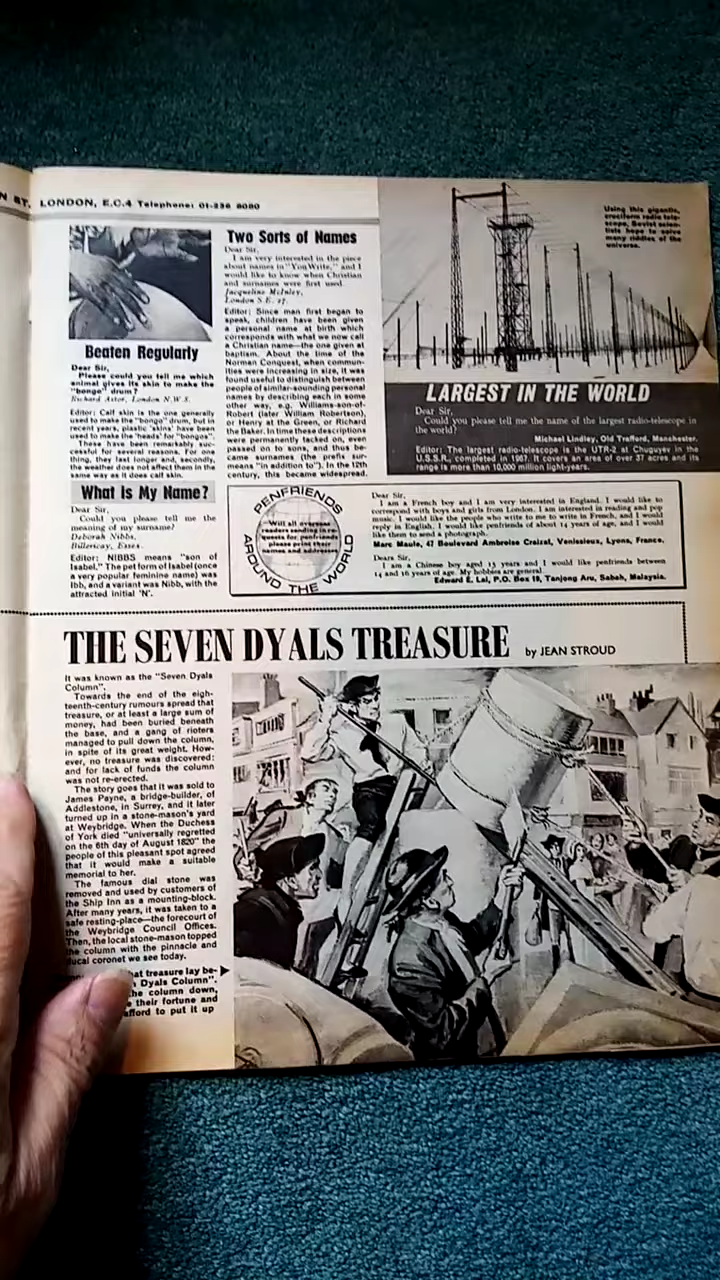 N ST. LONDON, E.C.4 Telephone: 01-236 8080
Beaten Regularly
Dear Sir,
Please could you tell me which
animal gives its skin to make the
"bongo" drum?
Richard Astor, London N.W.8.
Editor: Calf skin is the one generally
used to make the "bongo" drum, but in
recent years, plastic 'skins' have been
used to make the 'heads' for "bongos".
These have been remarkably suc-
cessful for several reasons. For one
thing, they last longer and, secondly,
the weather does not affect them in the
same way as it does calf skin.
What is My Name?
Dear Sir,
Could you please tell me the
meaning of my surname?
Deborah Nibbs,
Billericay, Essex.
Editor: NIBBS means "son of
Isabel." The pet form of Isabel (once
a very popular feminine name) was
Ibb, and a variant was Nibb, with the
attracted initial 'N'.
Two Sorts of Names
Dear Sir,
I am very interested in the piece
about names in "You Write," and I
would like to know when Christian
and surnames were first used.
Jacqueline McInley,
London S.E. 27.
Editor: Since man first began to
speak, children have been given
a personal name at birth which
corresponds with what we now call
a Christian name—the one given at
baptism. About the time of the
Norman Conquest, when commun-
ities were increasing in size, it was
found useful to distinguish between
people of similar-sounding personal
names by describing each in some
other way, e.g. Williams-son-of-
Robert (later William Robertson),
or Henry at the Green, or Richard
the Baker. In time these descriptions
were permanently tacked on, even
passed on to sons, and thus be-
came surnames (the prefix sur-
means "in addition to"). In the 12th
century, this became widespread.
Using this gigantic,
cruciform radio tele-
scope, Soviet scien-
tists hope to solve
many riddles of the
universe.
LARGEST IN THE WORLD
Dear Sir,
Could you please tell me the name of the largest radio-telescope in
the world?
Michael Lindley, Old Trafford, Manchester.
Editor: The largest radio-telescope is the UTR-2 at Chuguyev in the
U.S.S.R., completed in 1967. It covers an area of over 37 acres and its
range is more than 10,000 million light-years.
PENFRIENDS
Will all overseas
readers sending in re-
quests for penfriends
please print their
names and addresses
AROUND THE WORLD
Dear Sir,
I am a French boy and I am very interested in England. I would like to
correspond with boys and girls from London. I am interested in reading and pop
music. I would like the people who write to me to write in French, and I would
reply in English. I would like penfriends of about 14 years of age, and I would
like them to send a photograph.
Marc Maule, 47 Boulevard Ambroise Croizat, Venissieux, Lyons, France.
Dears Sir,
I am a Chinese boy aged 15 years and I would like penfriends between
14 and 16 years of age. My hobbies are general.
Edward E. Lai, P.O. Box 18, Tanjong Aru, Sabah, Malaysia.
THE SEVEN DYALS TREASURE by JEAN STROUD
It was known as the "Seven Dyals
Column".
Towards the end of the eigh-
teenth-century rumours spread that
treasure, or at least a large sum of
money, had been buried beneath
the base, and a gang of rioters
managed to pull down the column,
in spite of its great weight. How-
ever, no treasure was discovered;
and for lack of funds the column
was not re-erected.
The story goes that it was sold to
James Payne, a bridge-builder, of
Addlestone, in Surrey, and it later
turned up in a stone-mason's yard
at Weybridge. When the Duchess
of York died "universally regretted
on the 6th day of August 1820" the
people of this pleasant spot agreed
that it would make a suitable
memorial to her.
The famous dial stone was
removed and used by customers of
the Ship Inn as a mounting-block.
After many years, it was taken to a
safe resting-place—the forecourt of
the Weybridge Council Offices.
Then, the local stone-mason topped
the column with the pinnacle and
ducal coronet we see today.
hat treasure lay be-
Dyals Column".
he column down,
their fortune and
afford to put it up